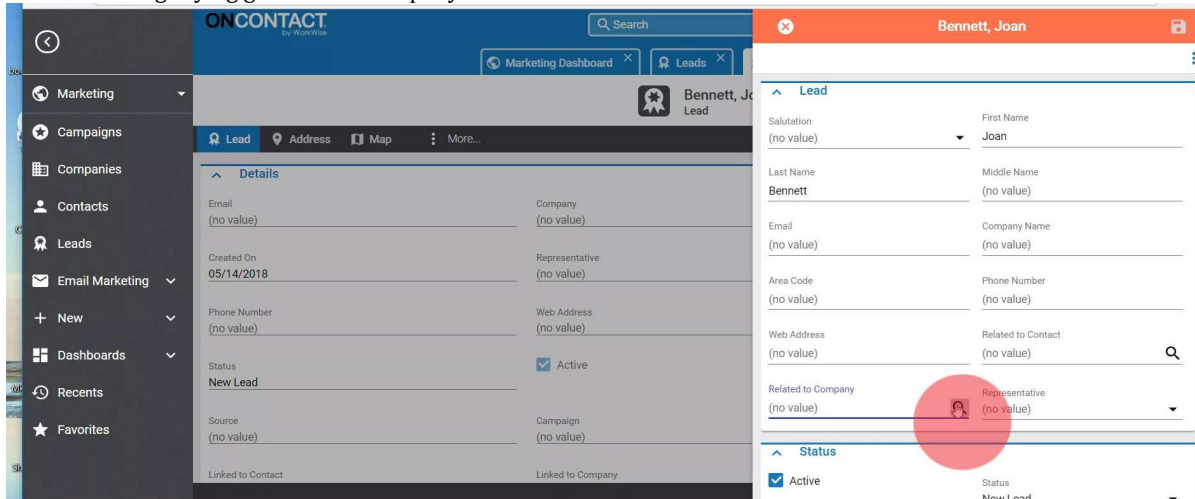 ONCONTACT
by WorkWise
Search
Bennett, Joan
Marketing Dashboard
Leads
Marketing
Campaigns
Companies
Contacts
Leads
Email Marketing
New
Dashboards
Recents
Favorites
Bennett, Jo
Lead
Lead
Address
Map
More...
Details
Email
(no value)
Company
(no value)
Created On
05/14/2018
Representative
(no value)
Phone Number
(no value)
Web Address
(no value)
Status
New Lead
Active
Source
(no value)
Campaign
(no value)
Linked to Contact
Linked to Company
Lead
Salutation
(no value)
First Name
Joan
Last Name
Bennett
Middle Name
(no value)
Email
(no value)
Company Name
(no value)
Area Code
(no value)
Phone Number
(no value)
Web Address
(no value)
Related to Contact
(no value)
Related to Company
(no value)
Representative
(no value)
Status
Active
Status
New Lead